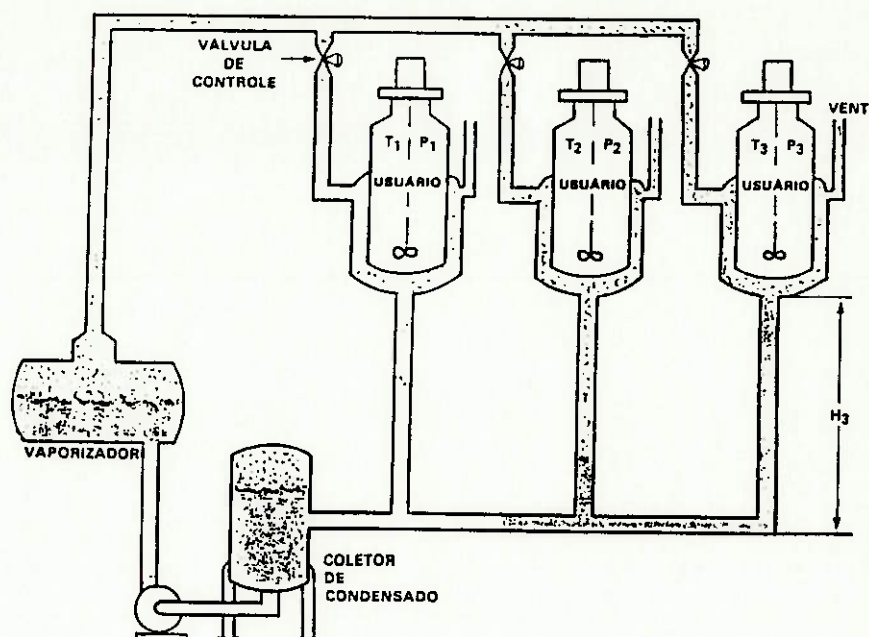 VÁLVULA
DE
CONTROLE
VENT
T1 P1
USUÁRIO
T2 P2
USUÁRIO
T3 P3
USUÁRIO
H3
VAPORIZADOR
COLETOR
DE
CONDENSADO